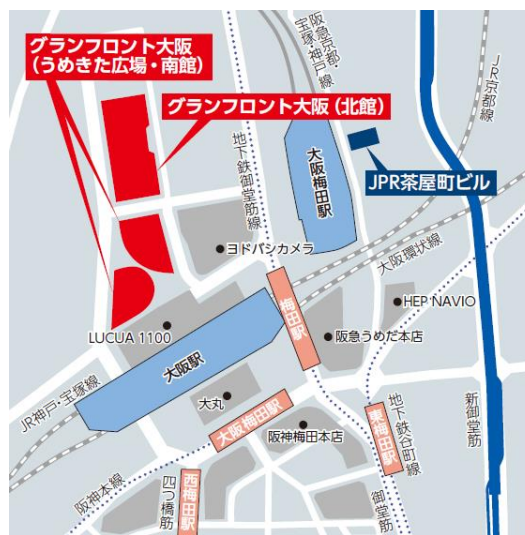 グランフロント大阪
(うめきた広場・南館)
グランフロント大阪(北館)
阪急京都・
宝塚・神戸線
JR京都線
地下鉄御堂筋線
大阪梅田駅
JPR茶屋町ビル
ヨドバシカメラ
大阪環状線
梅田駅
HEP NAVIO
LUCUA 1100
阪急うめだ本店
大阪駅
JR神戸・宝塚線
大丸
大阪梅田駅
阪神梅田本店
東梅田駅
地下鉄谷町線
新御堂筋
阪神本線
四つ橋筋
西梅田駅
御堂筋